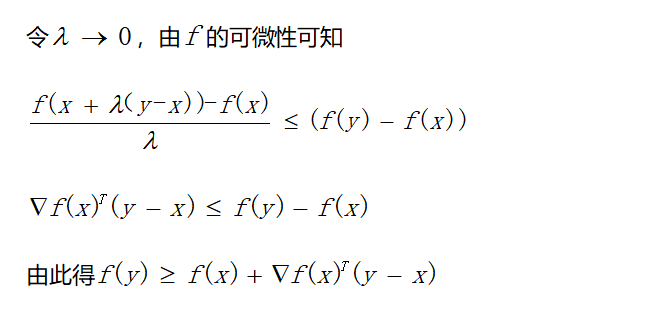 令λ → 0，由f的可微性可知
f(x + λ(y-x))-f(x) / λ ≤ (f(y) - f(x))
∇f(x)^T(y - x) ≤ f(y) - f(x)
由此得f(y) ≥ f(x) + ∇f(x)^T(y - x)